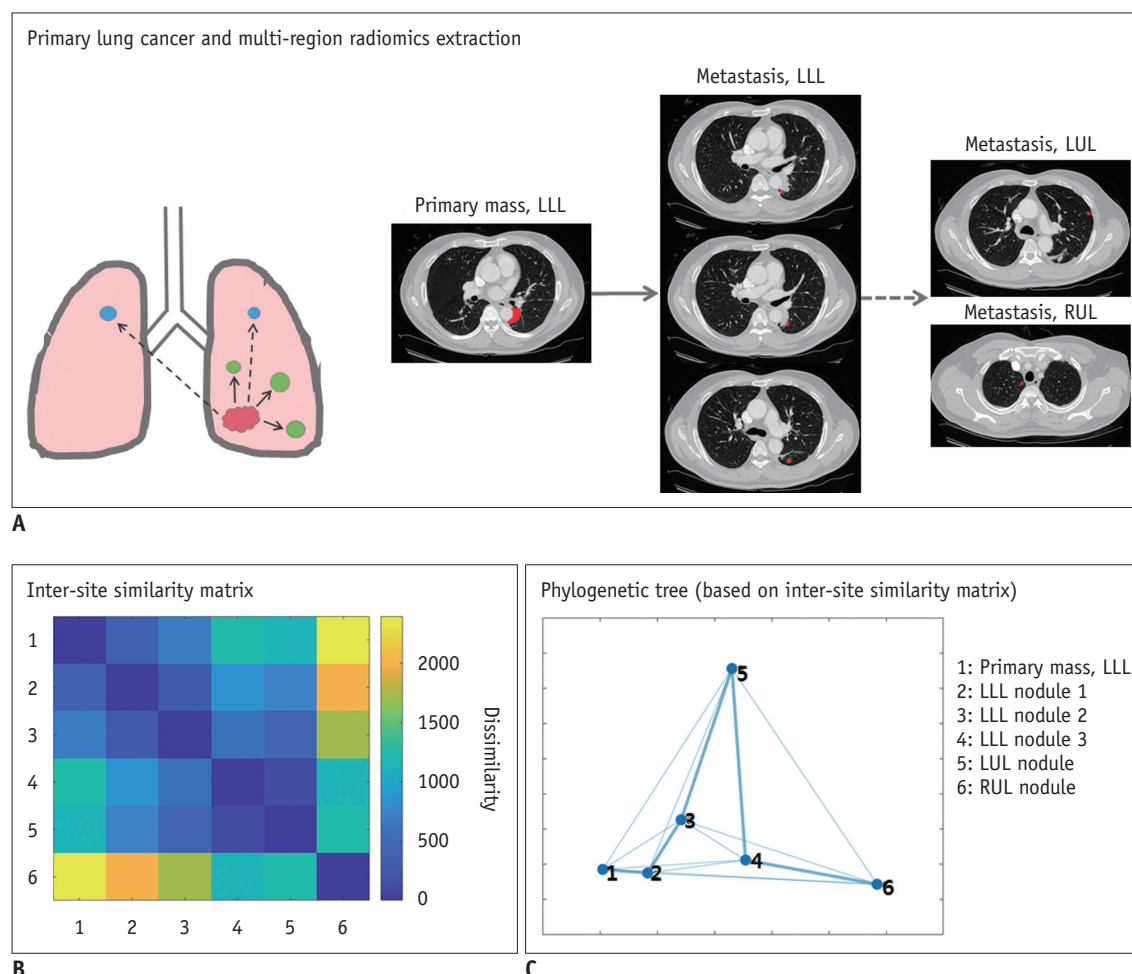 Primary lung cancer and multi-region radiomics extraction
Metastasis, LLL
Primary mass, LLL
Metastasis, LUL
Metastasis, RUL
A
Inter-site similarity matrix
1
2
3
4
5
6
1 2 3 4 5 6
2000
1500
1000
500
0
Dissimilarity
B
Phylogenetic tree (based on inter-site similarity matrix)
5
3
4
1
2
6
1: Primary mass, LLL
2: LLL nodule 1
3: LLL nodule 2
4: LLL nodule 3
5: LUL nodule
6: RUL nodule
C